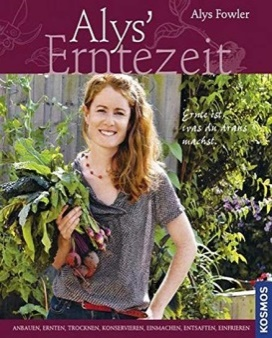 Alys Fowler
Alys'
Erntezeit
Ernte ist,
was du draus
machst.
KOSMOS
ANBAUEN, ERNTEN, TROCKNEN, KONSERVIEREN, EINMACHEN, ENTSAFTEN, EINFRIEREN